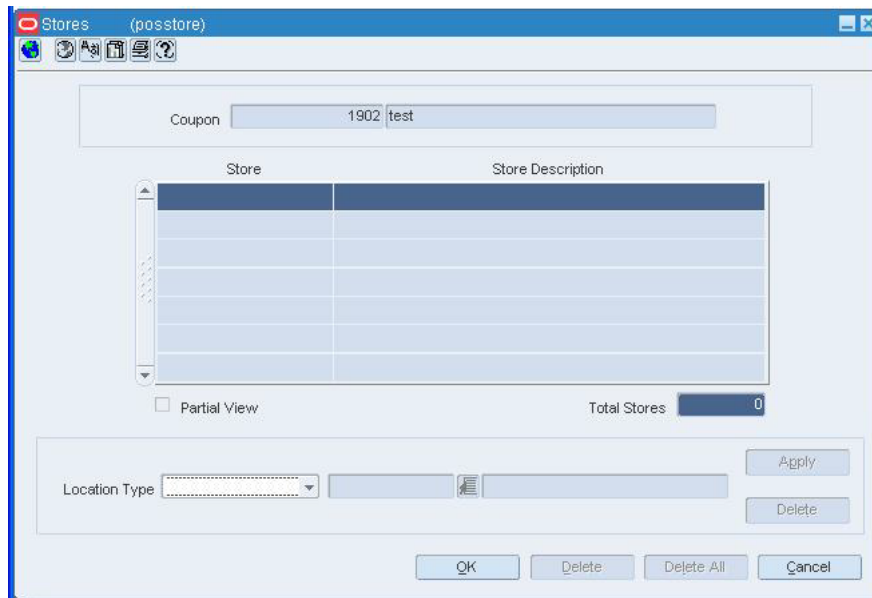 Stores (posstore)
Coupon 1902 test
Store Store Description
Partial View Total Stores 0
Apply
Location Type
Delete
OK Delete Delete All Cancel